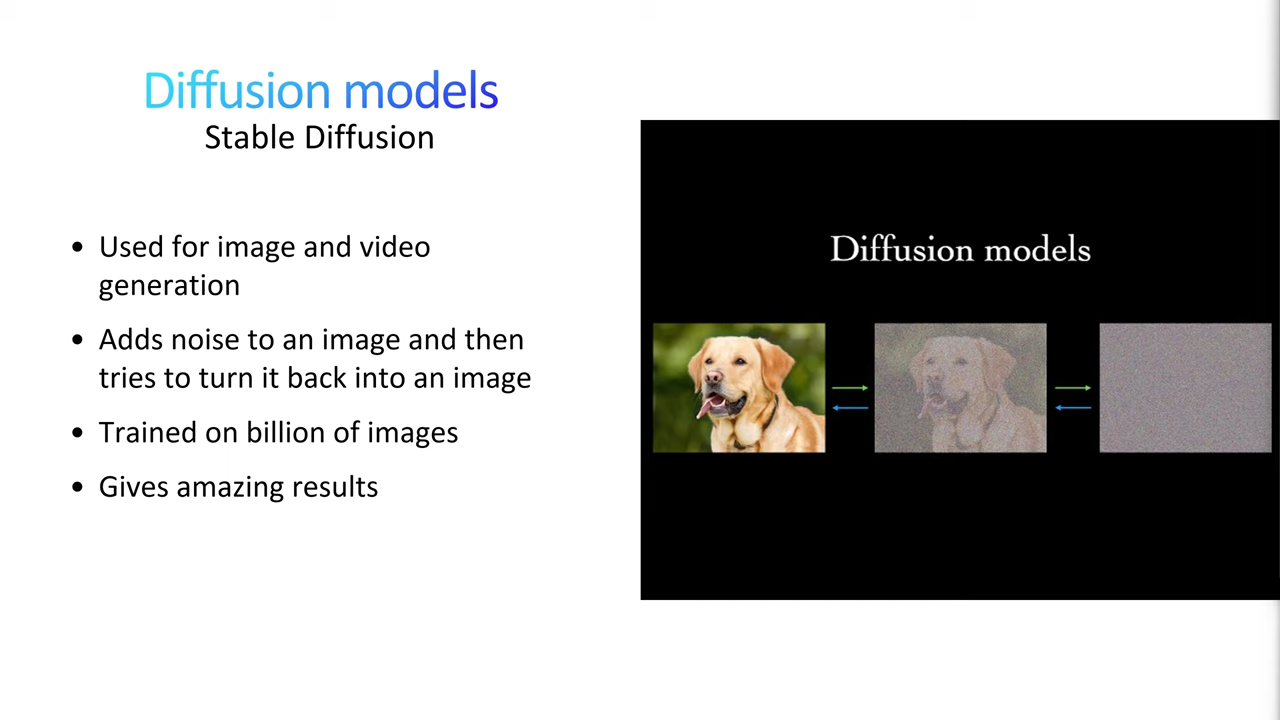 Diffusion models
Stable Diffusion
• Used for image and video
generation
• Adds noise to an image and then
tries to turn it back into an image
• Trained on billion of images
• Gives amazing results
Diffusion models